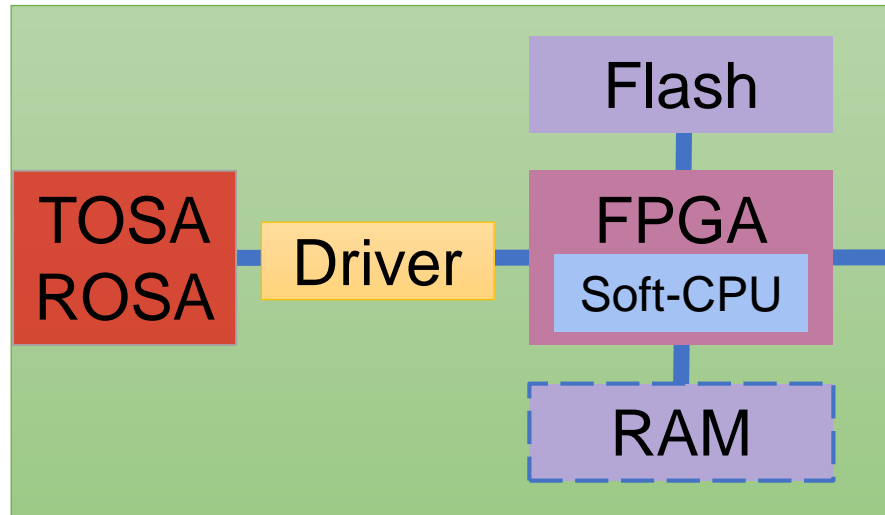 Flash
TOSA
ROSA
Driver
FPGA
Soft-CPU
RAM